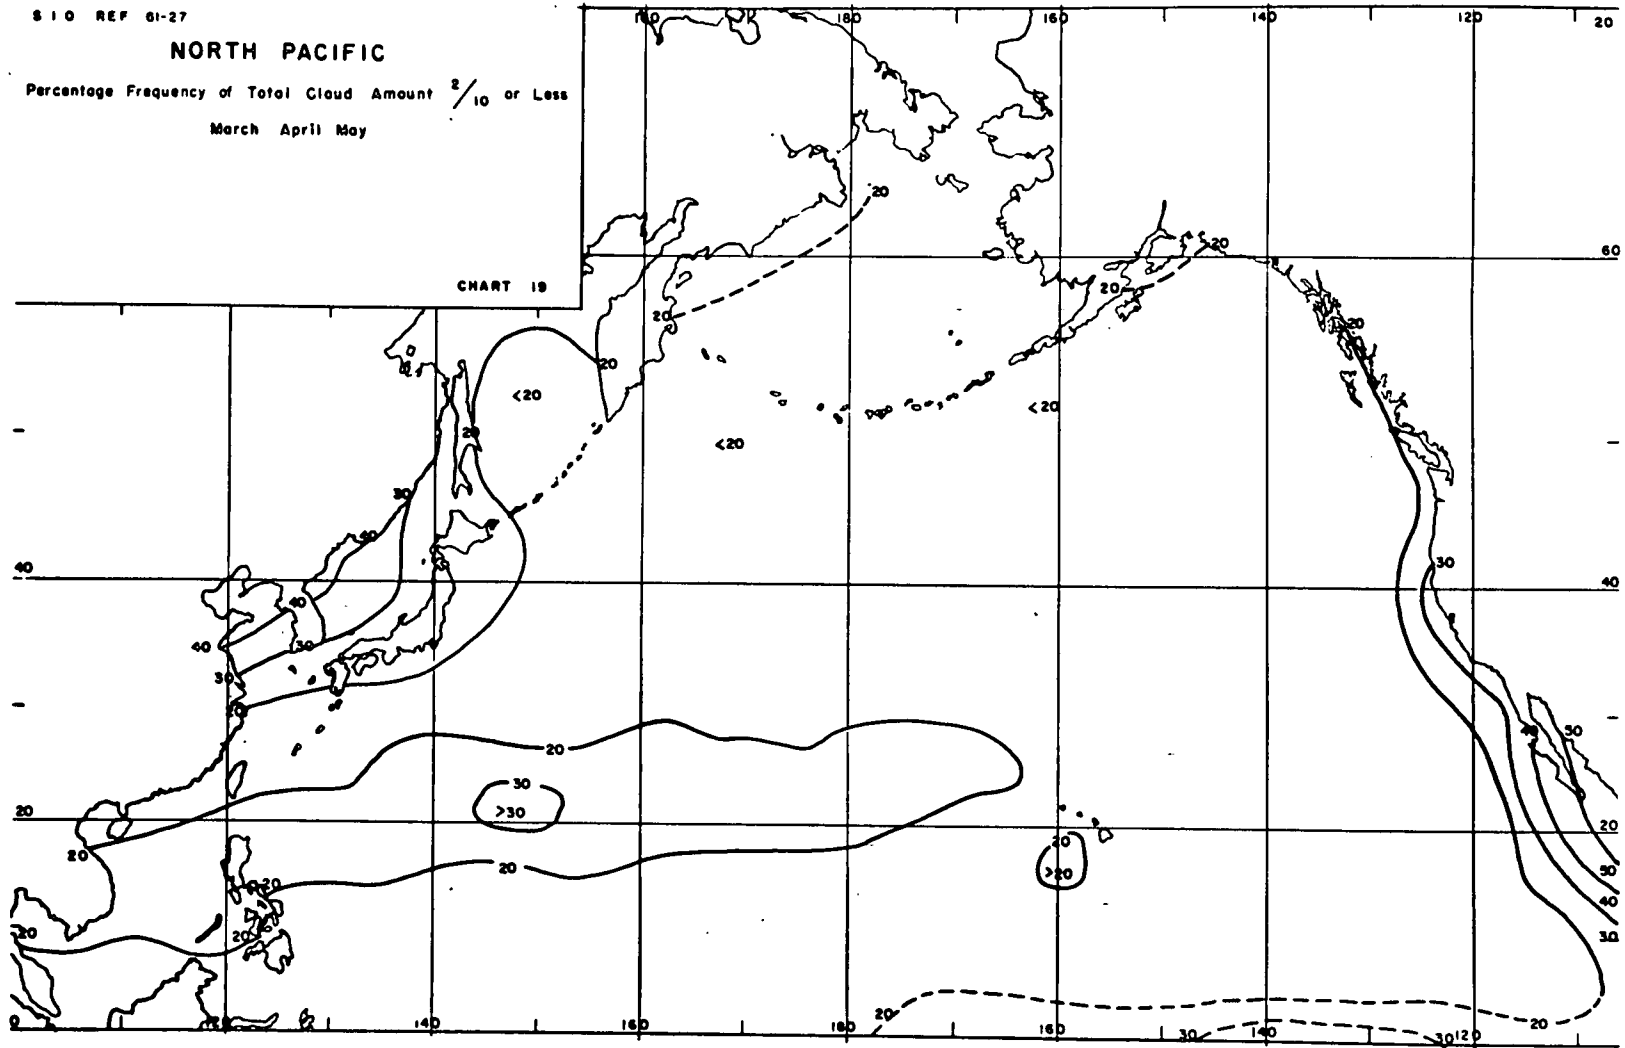 SIO REF 61-27
NORTH PACIFIC
Percentage Frequency of Total Cloud Amount 2/10 or Less
March April May
CHART 19
180 160 140 120 20
20
20 60
20
20 20
20
<20 <20
20 <20
30
40
40 30 40
40
40 30
30
20
40 50
20
30
20 >30 20
20 20
>20
20 50
20 20 40
20 30
20 20
0 140 160 180 160 30 140 30 120